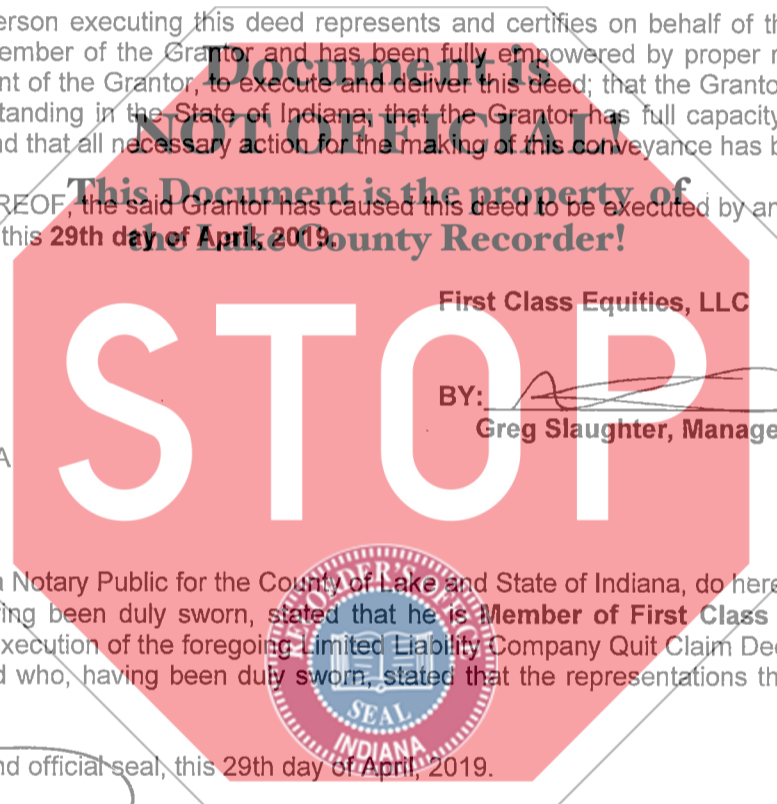 erson executing this deed represents and certifies on behalf of th
ember of the Grantor and has been fully empowered by proper r
Document is
nt of the Grantor, to execute and deliver this deed; that the Granto
tanding in the State of Indiana; that the Grantor has full capacity
NOT OFFICIAL!
nd that all necessary action for the making of this conveyance has b
This Document is the property of
REOF, the said Grantor has caused this deed to be executed by an
this 29th day of April, 2019.
the Lake County Recorder!
First Class Equities, LLC
STOP
BY:
Greg Slaughter, Manage
A
a Notary Public for the County of Lake and State of Indiana, do here
ing been duly sworn, stated that he is Member of First Class
xecution of the foregoing Limited Liability Company Quit Claim Dee
d who, having been duly sworn, stated that the representations th
RECORDER'S OFFICE
SEAL
INDIANA
nd official seal, this 29th day of April, 2019.